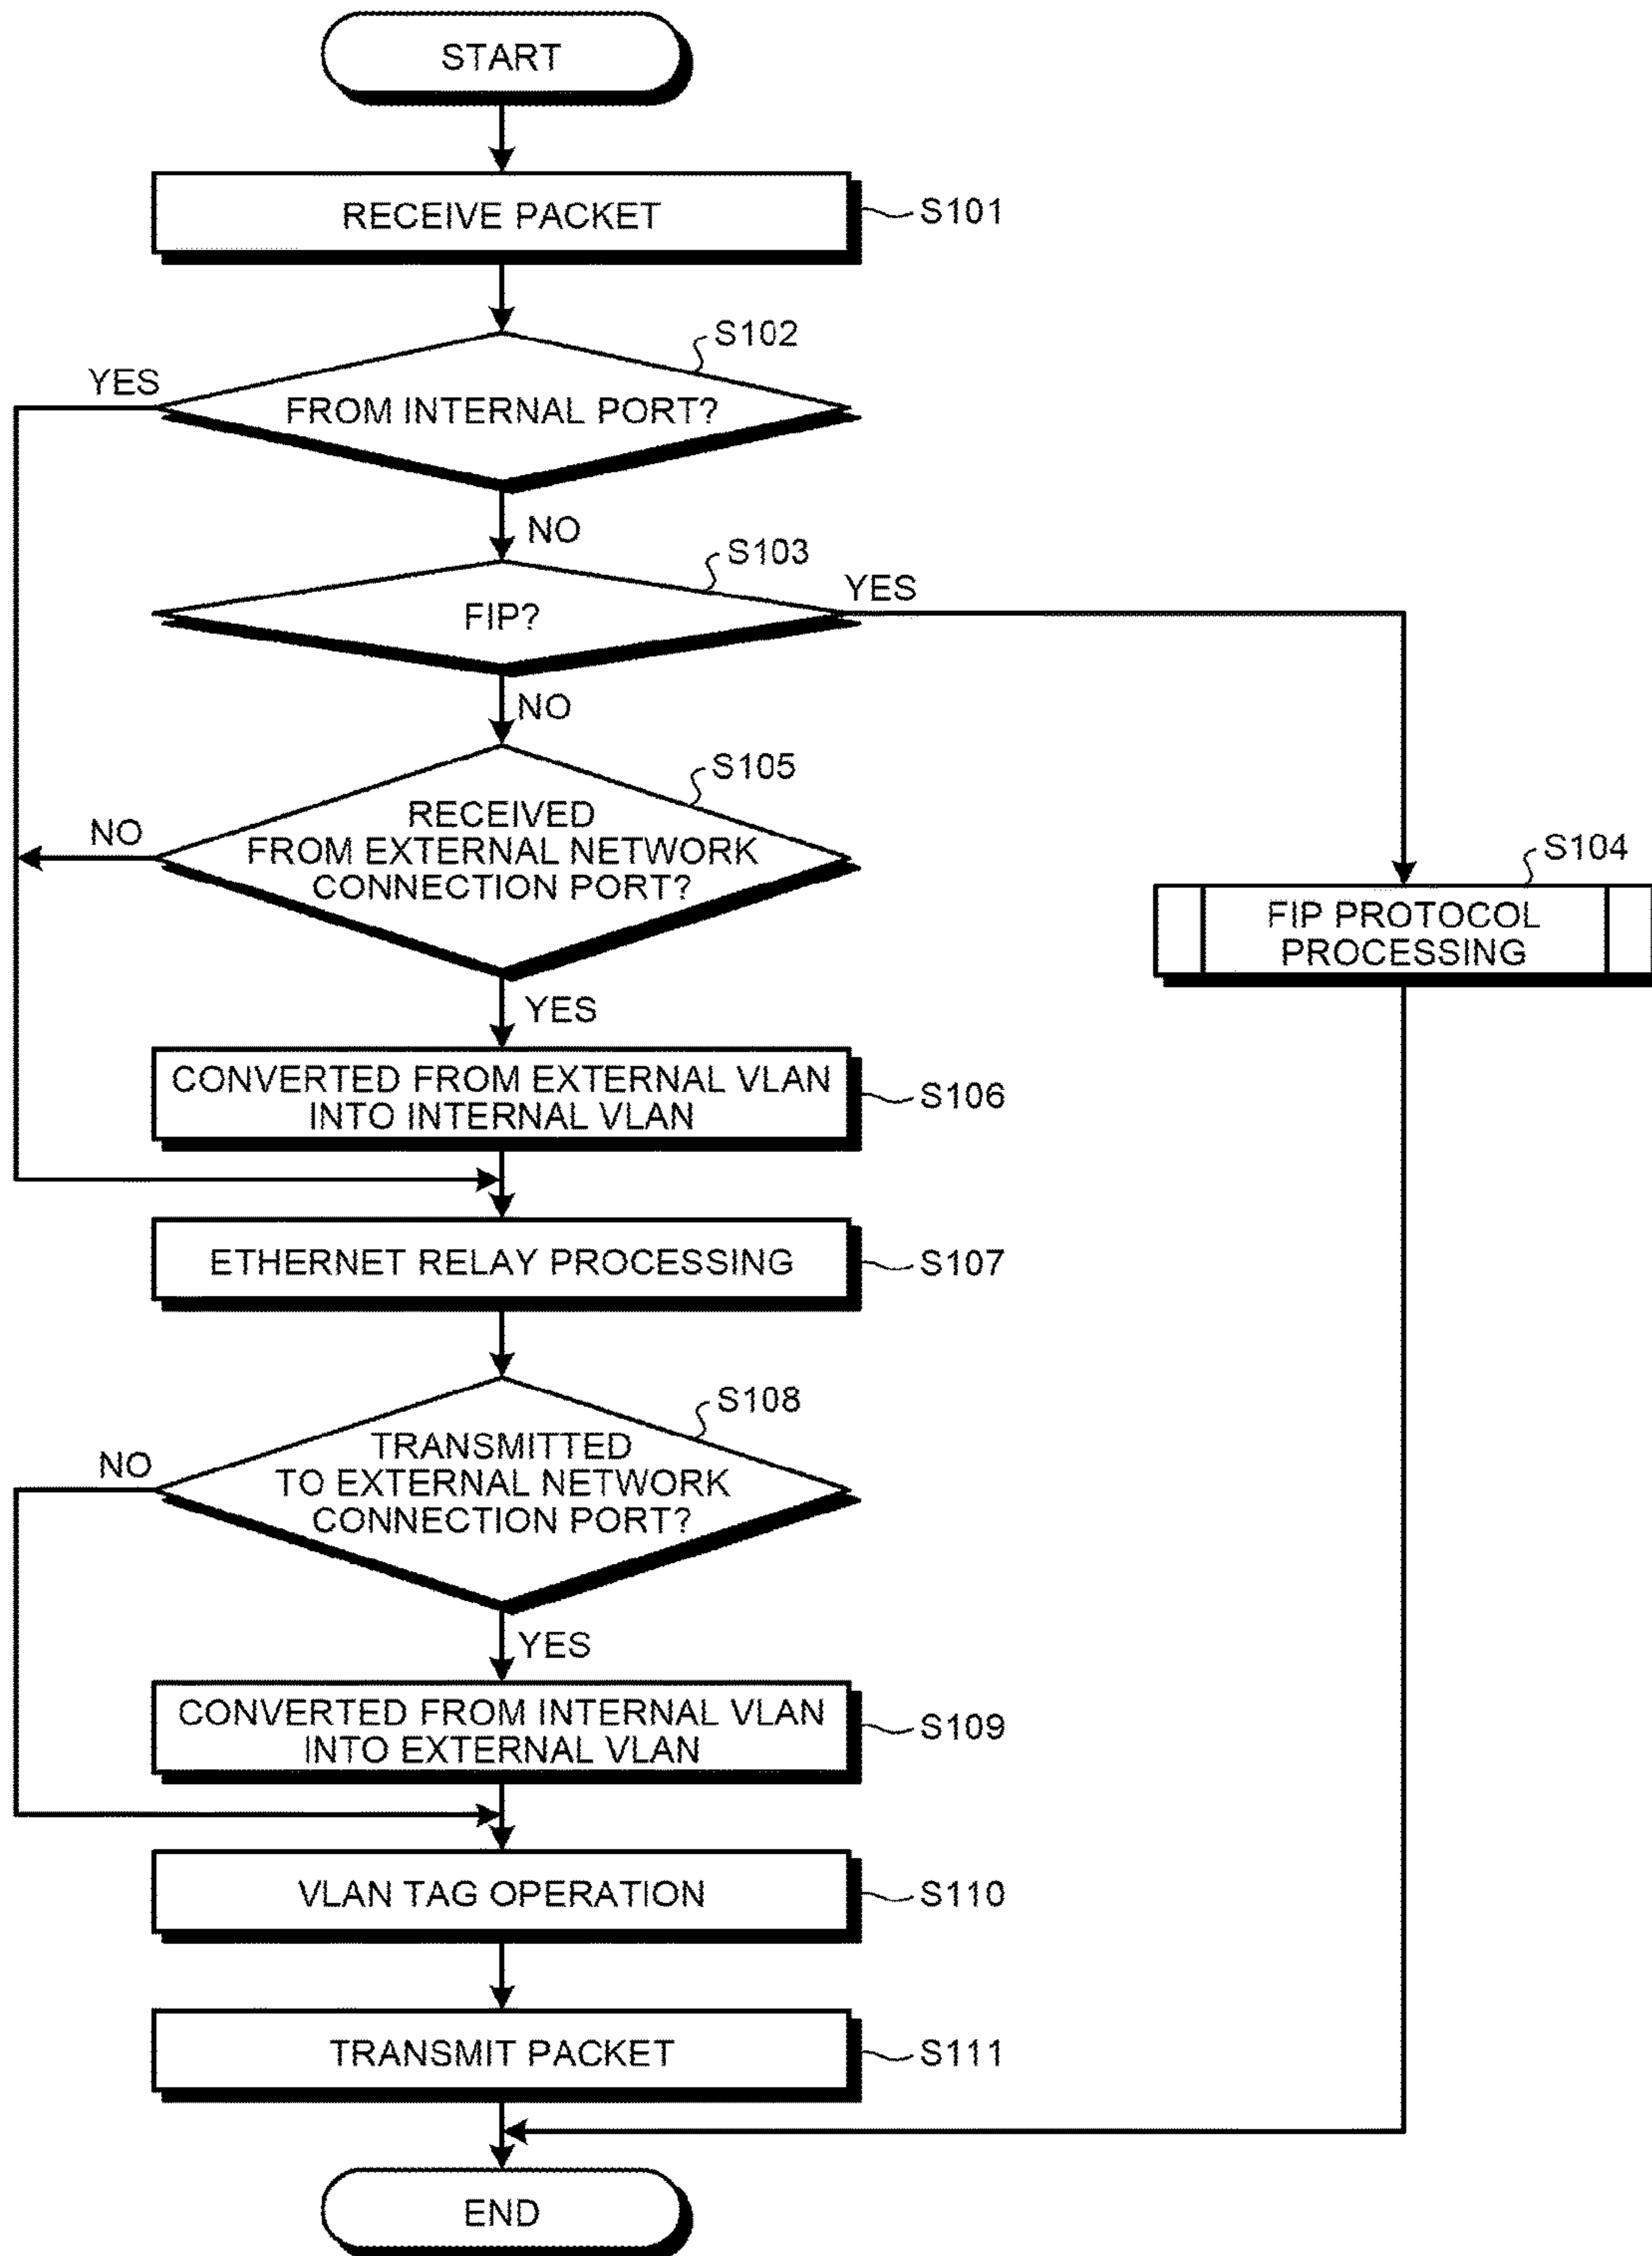 START
RECEIVE PACKET
S101
S102
YES
FROM INTERNAL PORT?
NO
S103
YES
FIP?
NO
S105
RECEIVED
NO
FROM EXTERNAL NETWORK
CONNECTION PORT?
S104
FIP PROTOCOL
PROCESSING
YES
CONVERTED FROM EXTERNAL VLAN
INTO INTERNAL VLAN
S106
ETHERNET RELAY PROCESSING
S107
S108
TRANSMITTED
NO
TO EXTERNAL NETWORK
CONNECTION PORT?
YES
CONVERTED FROM INTERNAL VLAN
INTO EXTERNAL VLAN
S109
VLAN TAG OPERATION
S110
TRANSMIT PACKET
S111
END